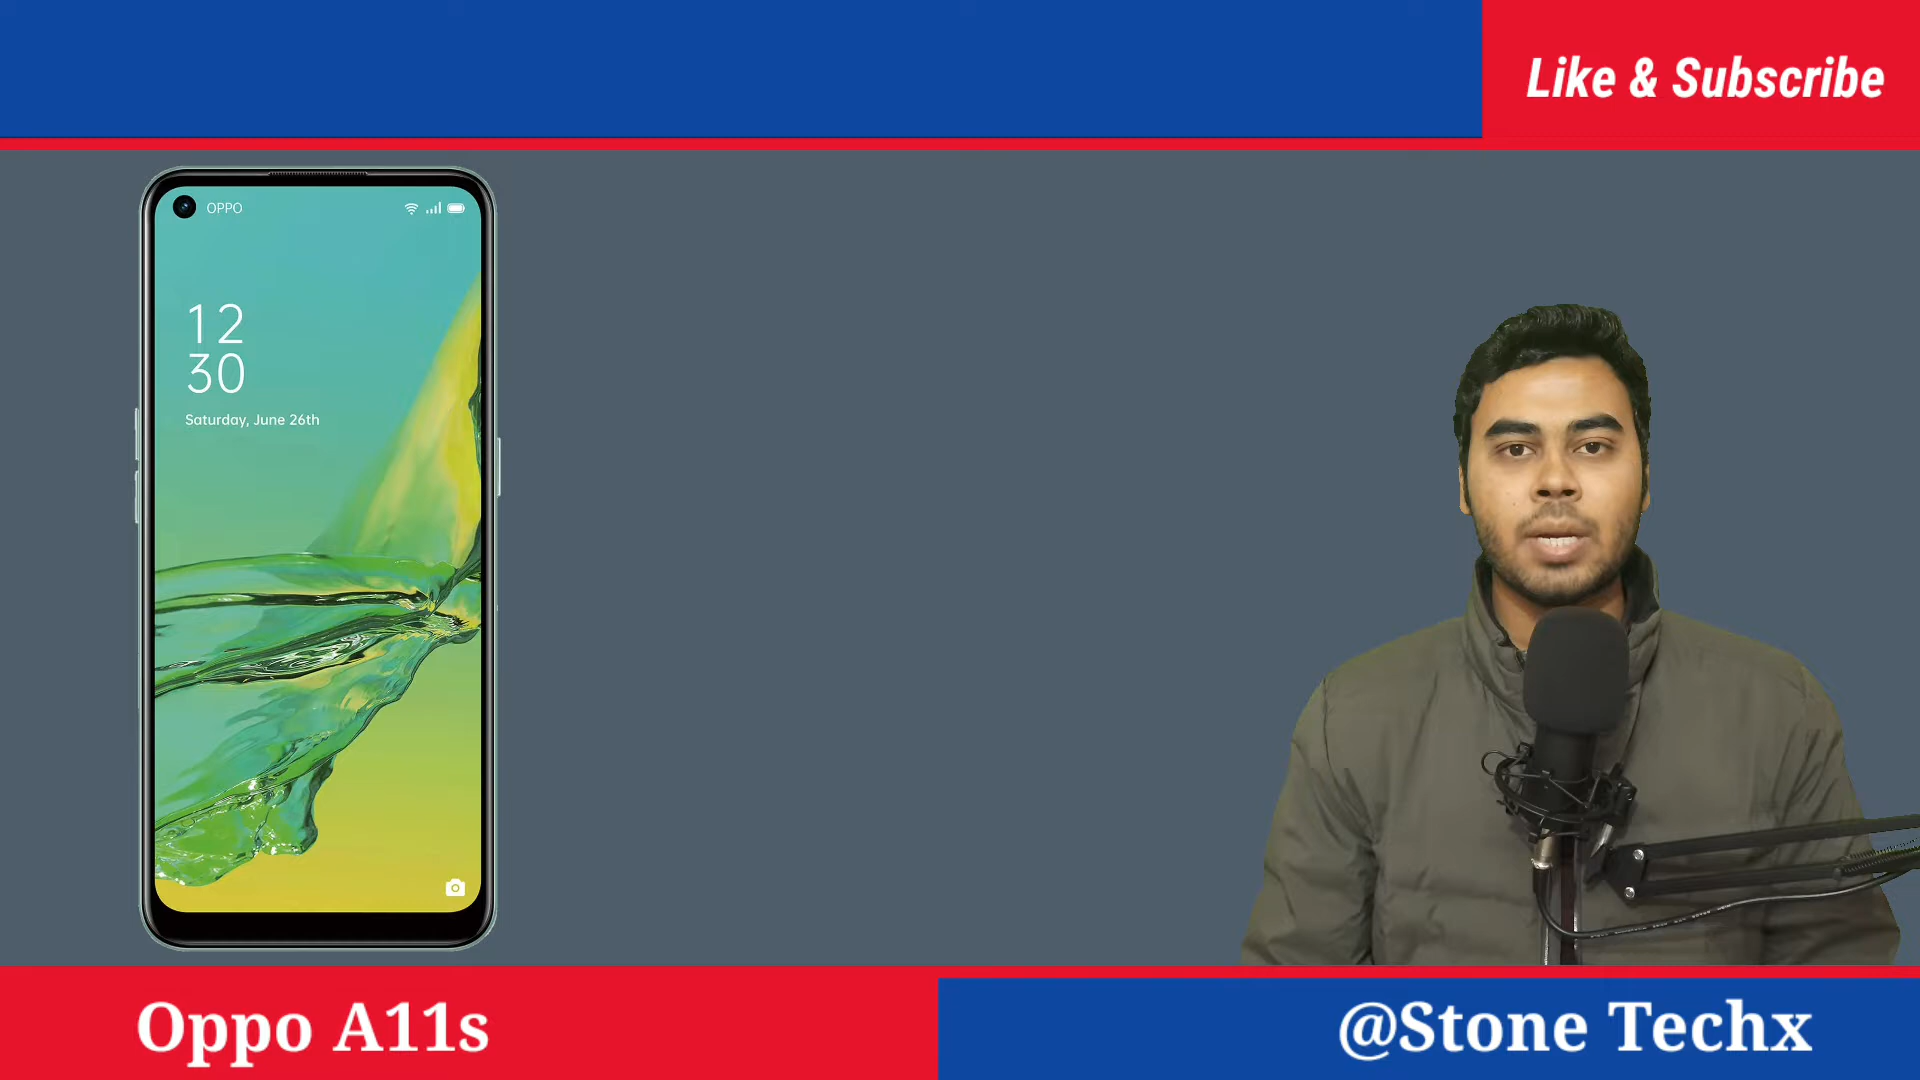 Like & Subscribe
OPPO
12
30
Saturday, June 26th
Oppo A11s
@Stone Techx